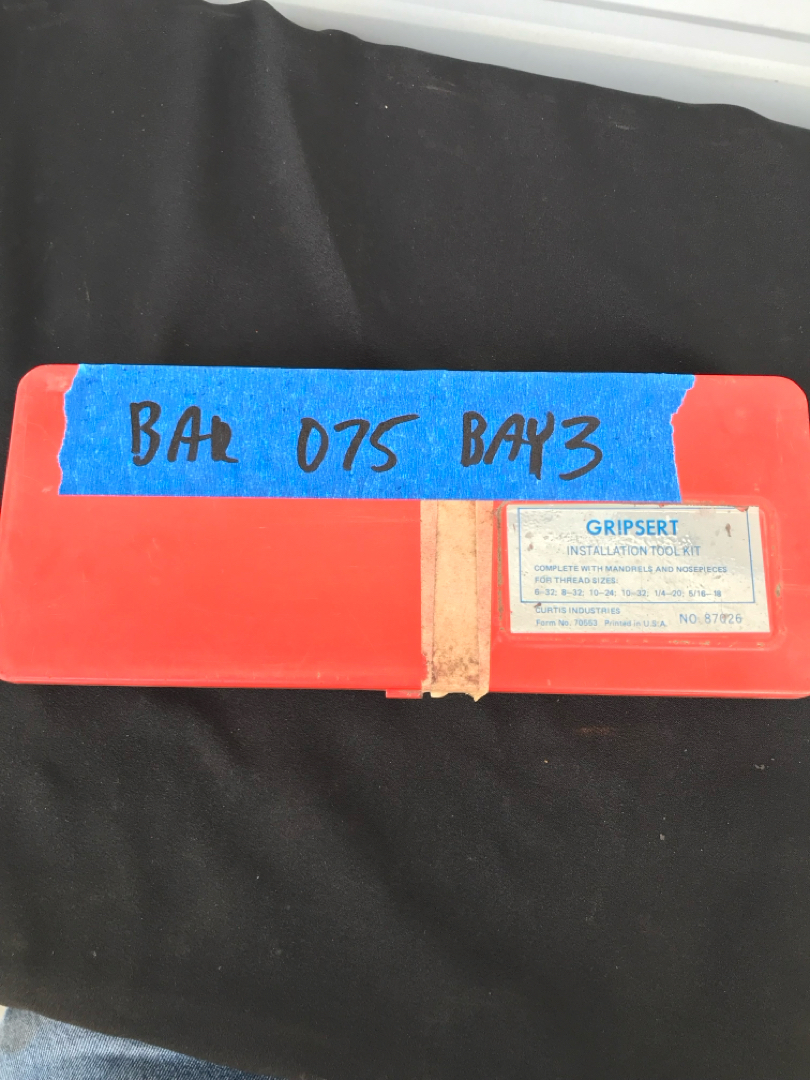 BAR 075 BAY3
GRIPSERT
INSTALLATION TOOL KIT
COMPLETE WITH MANDRELS AND NOSEPIECES
FOR THREAD SIZES:
6-32; 8-32; 10-24; 10-32; 1/4-20; 5/16-18
CURTIS INDUSTRIES
Form No. 70553 Printed in U.S.A. NO. 87026